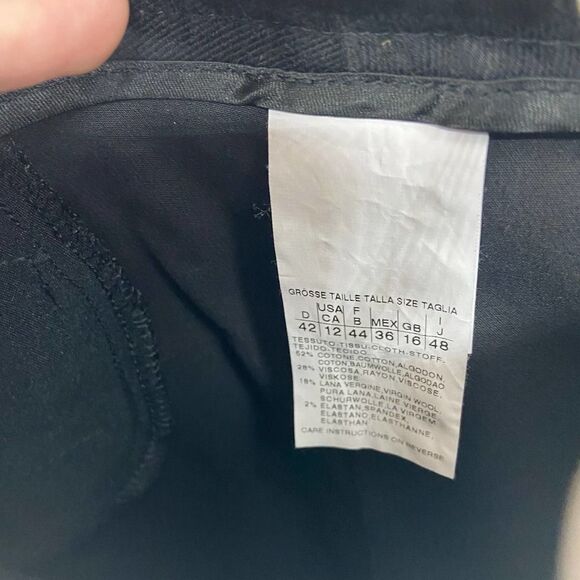 GRÖSSE TAILLE TALLA SIZE TAGLIA
D USA CA F B MEX GB I J
42 12 44 36 16 48
TESSUTO-TISSU-CLOTH-STOFF-
TEJIDO-TECIDO
52% COTONE,COTTON,ALGODON
COTON,BAUMWOLLE,ALGODAO
28% VISCOSA,RAYON,VISCOSE,
VISKOSE
18% LANA VERGINE,VIRGIN WOOL
PURA LANA,LAINE VIERGE
SCHURWOLLE,LA VIRGEM
2% ELASTAN,SPANDEX
ELASTANO,ELASTHANNE,
ELASTHAN
CARE INSTRUCTIONS ON REVERSE